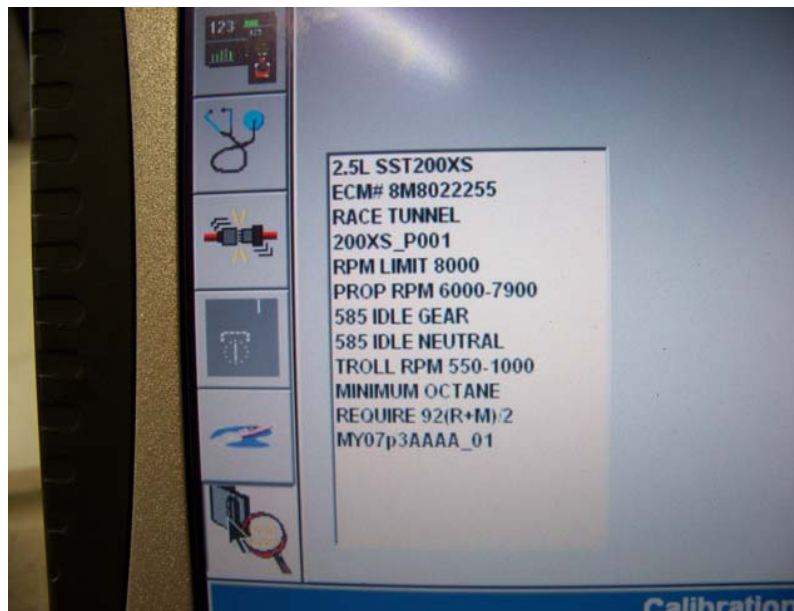 123
2.5L SST200XS
ECM# 8M8022255
RACE TUNNEL
200XS_P001
RPM LIMIT 8000
PROP RPM 6000-7900
585 IDLE GEAR
585 IDLE NEUTRAL
TROLL RPM 550-1000
MINIMUM OCTANE
REQUIRE 92(R+M)/2
MY07p3AAAA_01
Calibration